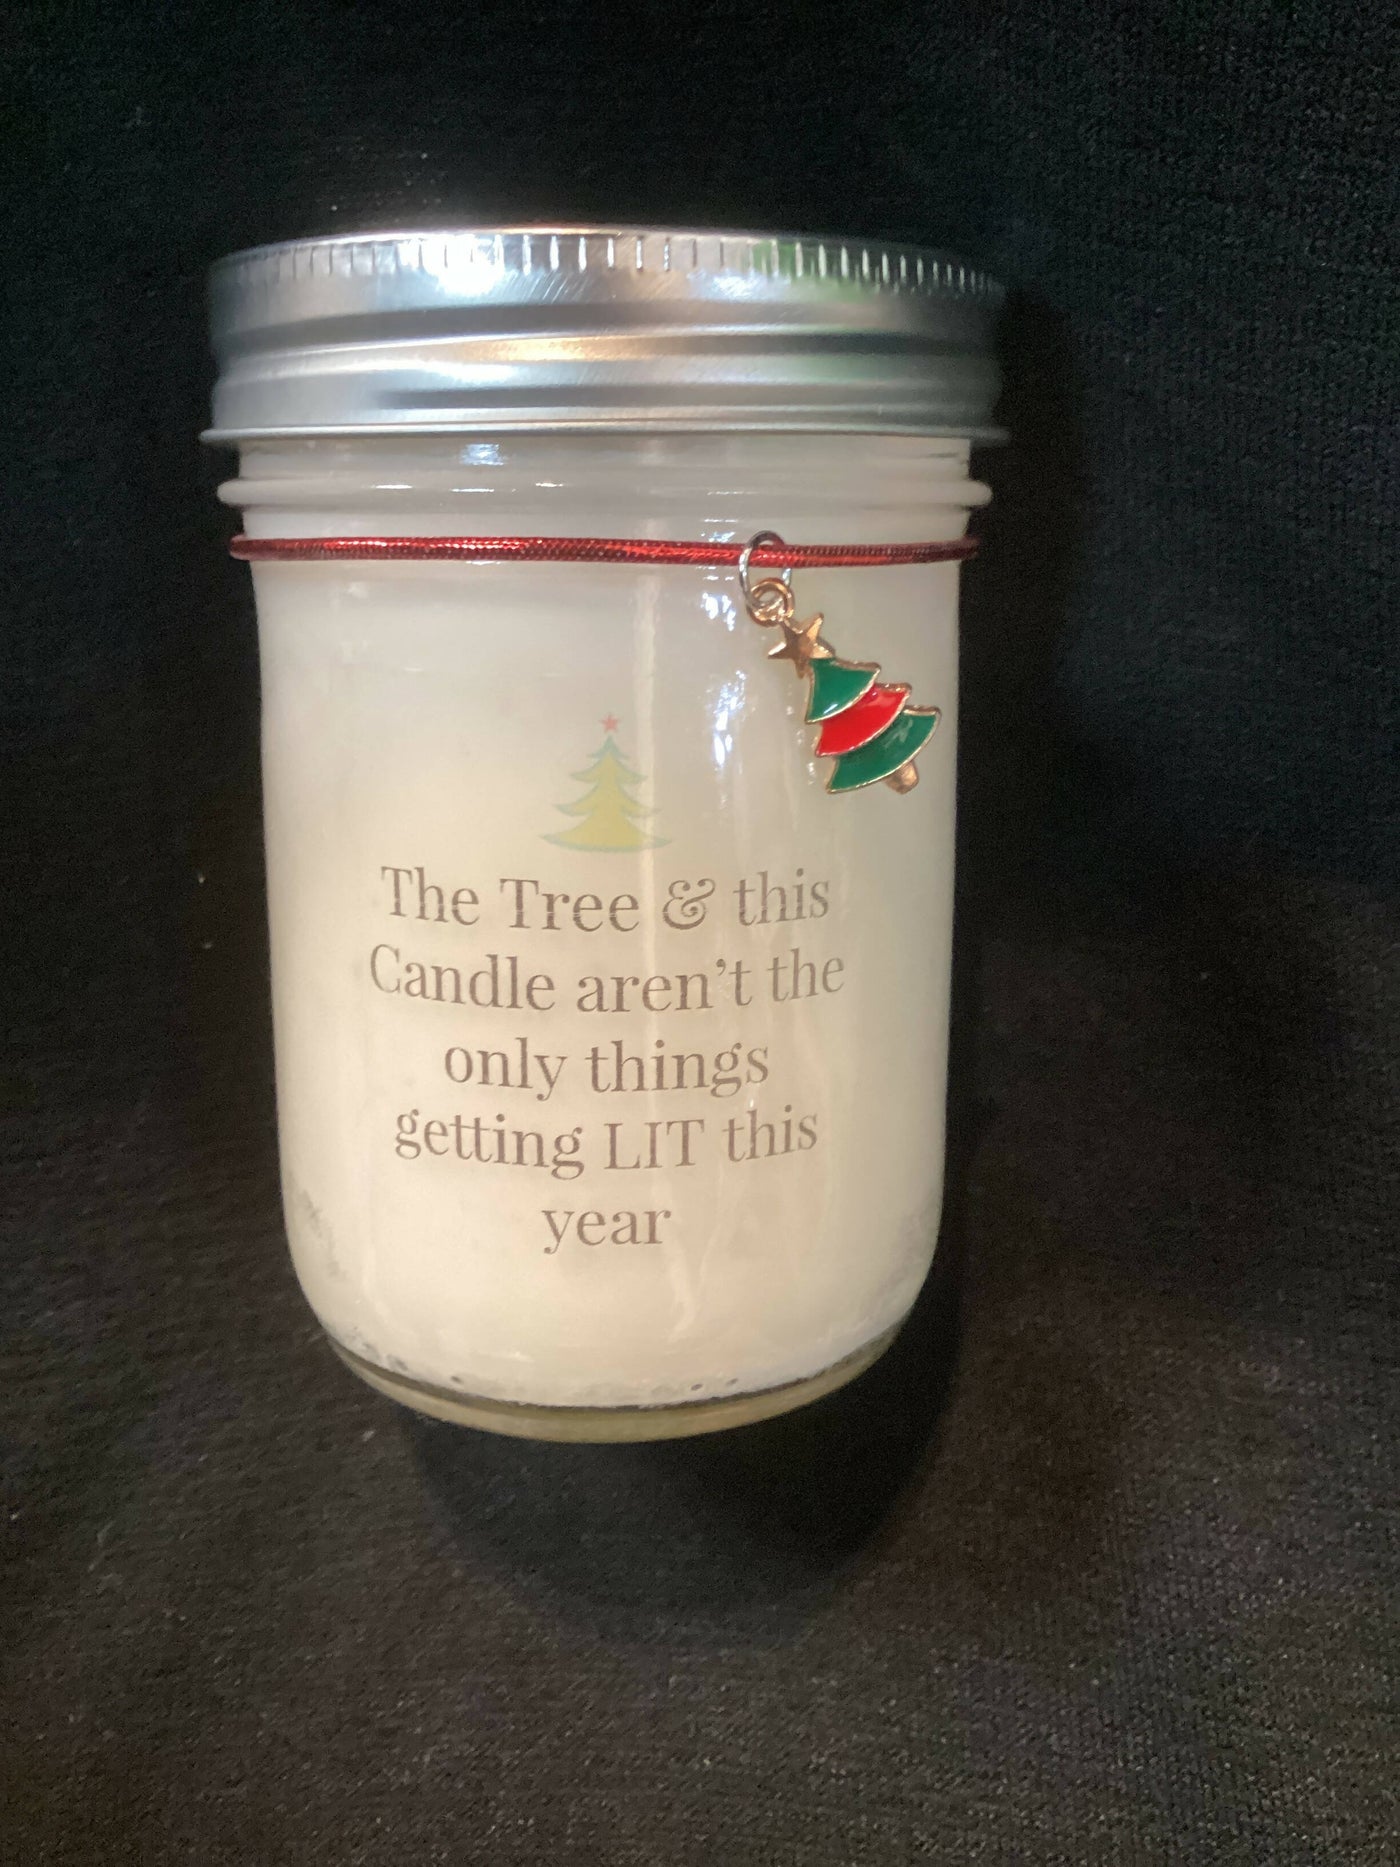 The Tree & this
Candle aren't the
only things
getting LIT this
year